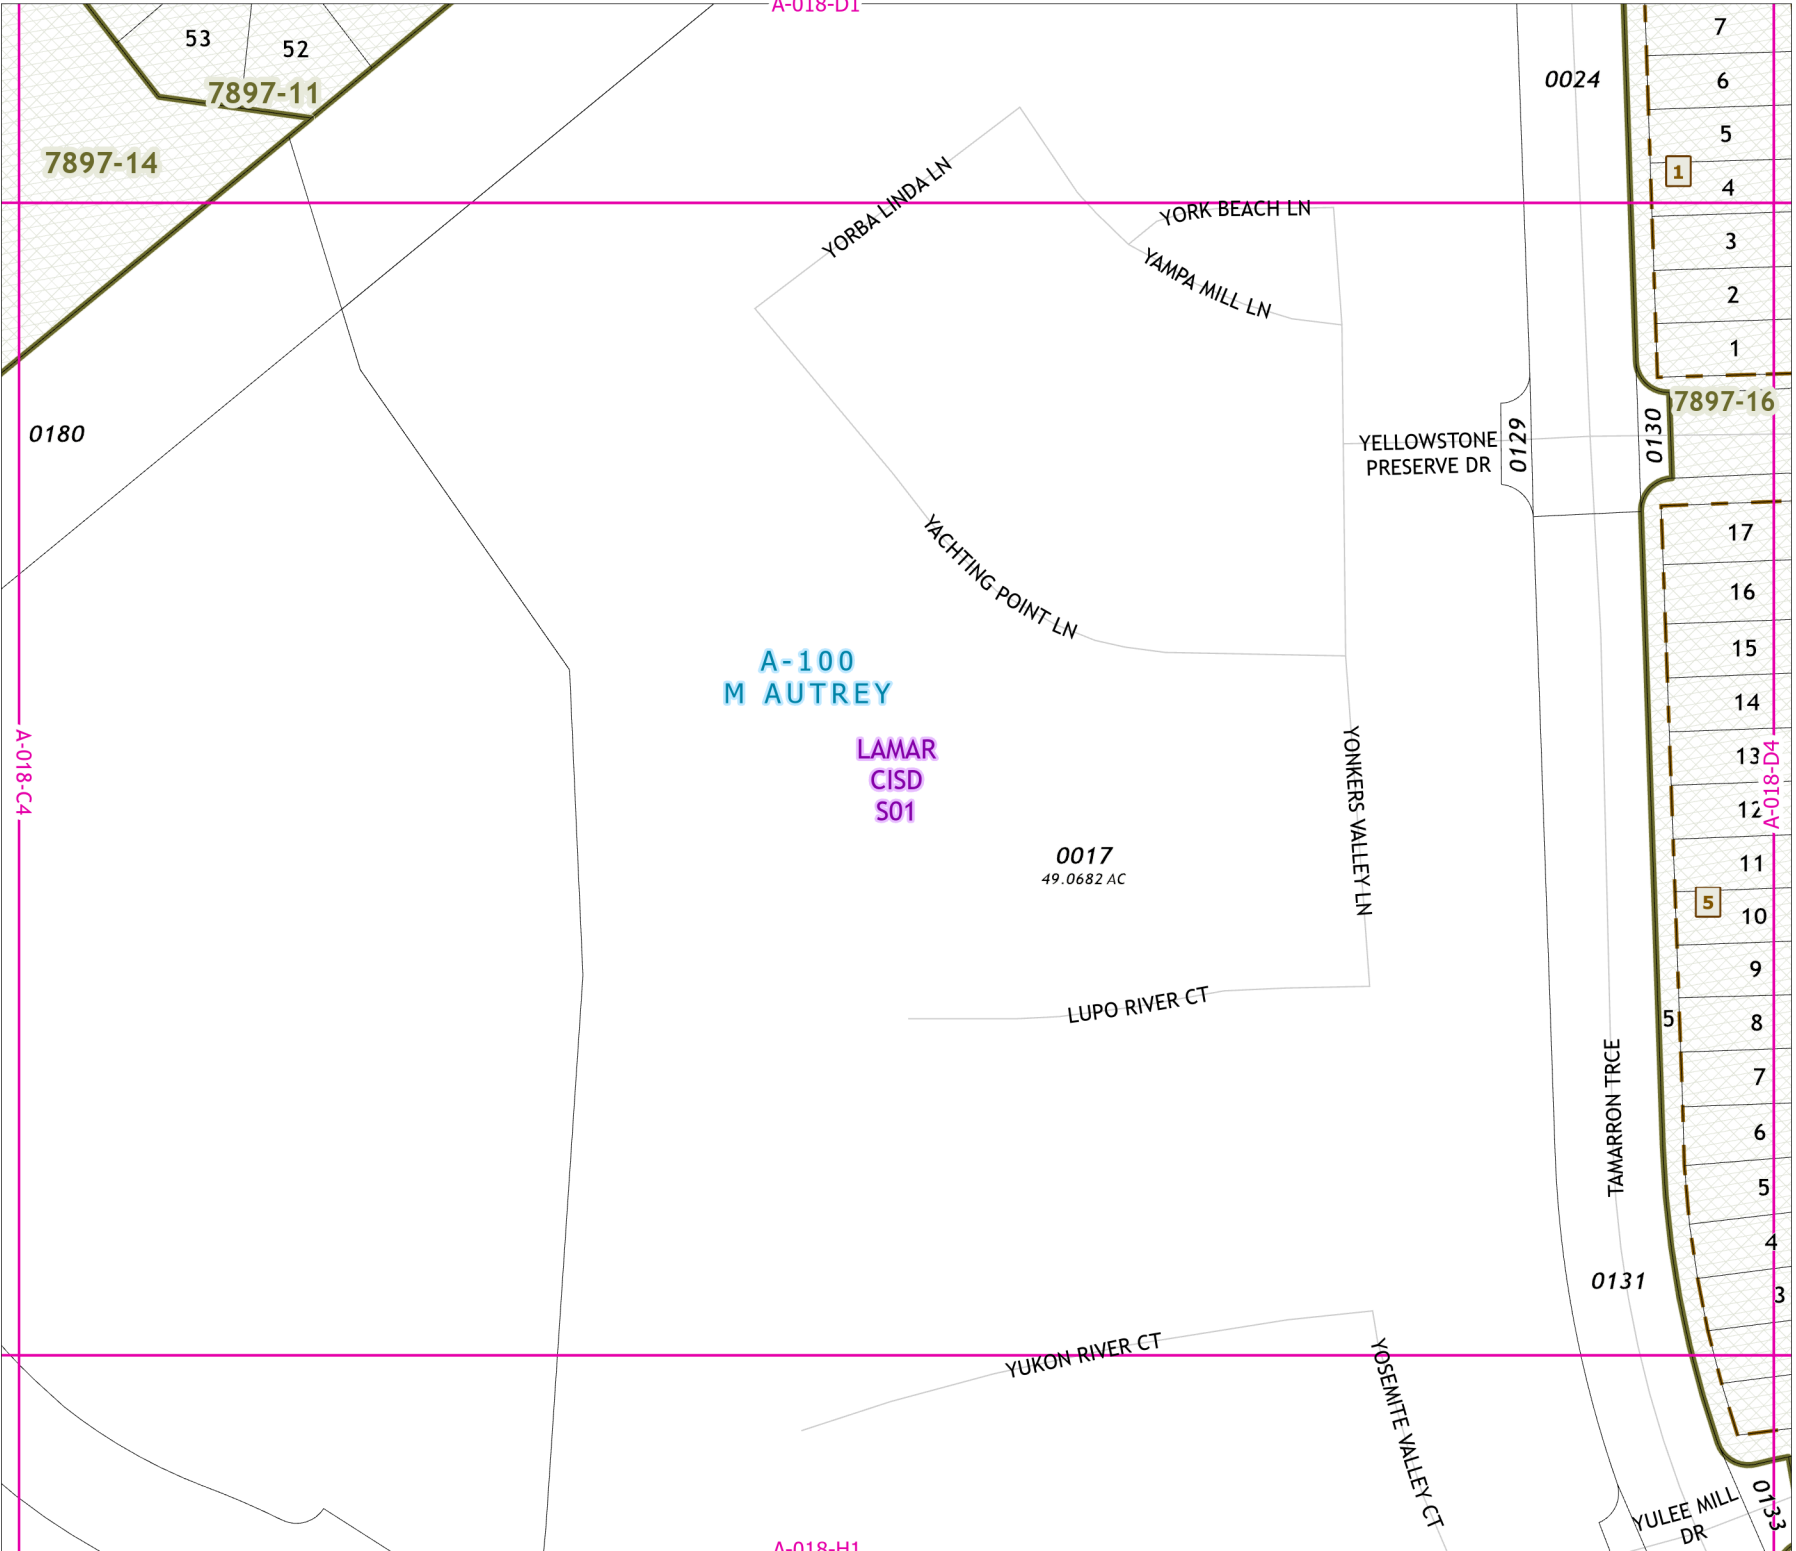 A-018-D1
53
52
7897-11
7897-14
0024
7
6
5
1
4
3
2
1
YORBA LINDA LN
YORK BEACH LN
YAMPA MILL LN
7897-16
0180
YELLOWSTONE
PRESERVE DR
0129
0130
17
16
15
14
13
12
11
5
10
9
5
8
7
6
5
4
3
YACHTING POINT LN
A-100
M AUTREY
LAMAR
CISD
S01
A-018-C4
A-018-D4
0017
49.0682 AC
YONKERS VALLEY LN
LUPO RIVER CT
TAMARRON TRCE
0131
YUKON RIVER CT
YOSEMITE VALLEY CT
YULEE MILL
DR
0133
A-018-H1